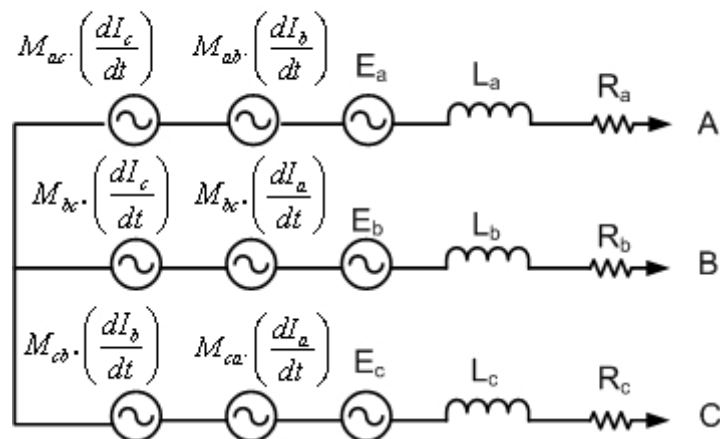 M_ac·(dI_c/dt) M_ab·(dI_b/dt) E_a L_a R_a A
M_bc·(dI_c/dt) M_bc·(dI_a/dt) E_b L_b R_b B
M_cb·(dI_b/dt) M_ca·(dI_a/dt) E_c L_c R_c C